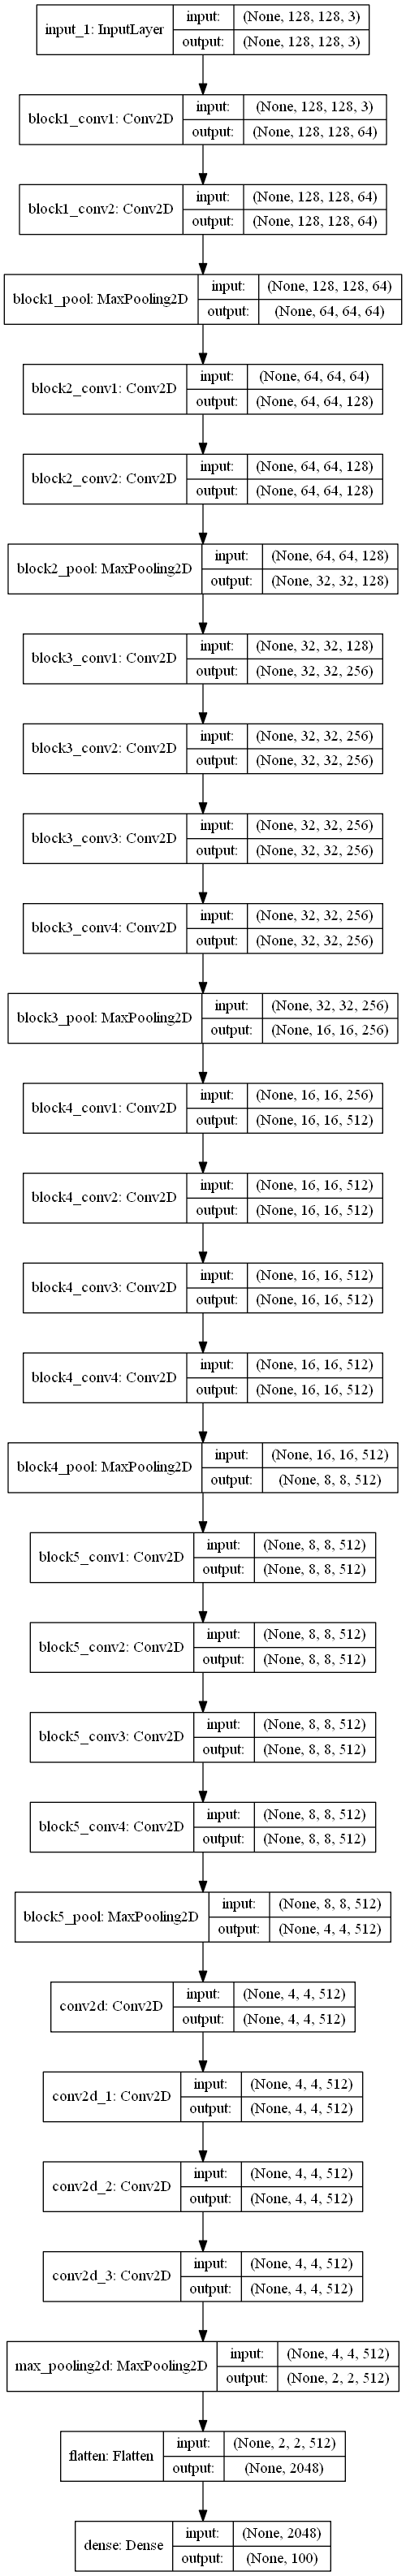 input_1: InputLayer
input: (None, 128, 128, 3)
output: (None, 128, 128, 3)
block1_conv1: Conv2D
input: (None, 128, 128, 3)
output: (None, 128, 128, 64)
block1_conv2: Conv2D
input: (None, 128, 128, 64)
output: (None, 128, 128, 64)
block1_pool: MaxPooling2D
input: (None, 128, 128, 64)
output: (None, 64, 64, 64)
block2_conv1: Conv2D
input: (None, 64, 64, 64)
output: (None, 64, 64, 128)
block2_conv2: Conv2D
input: (None, 64, 64, 128)
output: (None, 64, 64, 128)
block2_pool: MaxPooling2D
input: (None, 64, 64, 128)
output: (None, 32, 32, 128)
block3_conv1: Conv2D
input: (None, 32, 32, 128)
output: (None, 32, 32, 256)
block3_conv2: Conv2D
input: (None, 32, 32, 256)
output: (None, 32, 32, 256)
block3_conv3: Conv2D
input: (None, 32, 32, 256)
output: (None, 32, 32, 256)
block3_conv4: Conv2D
input: (None, 32, 32, 256)
output: (None, 32, 32, 256)
block3_pool: MaxPooling2D
input: (None, 32, 32, 256)
output: (None, 16, 16, 256)
block4_conv1: Conv2D
input: (None, 16, 16, 256)
output: (None, 16, 16, 512)
block4_conv2: Conv2D
input: (None, 16, 16, 512)
output: (None, 16, 16, 512)
block4_conv3: Conv2D
input: (None, 16, 16, 512)
output: (None, 16, 16, 512)
block4_conv4: Conv2D
input: (None, 16, 16, 512)
output: (None, 16, 16, 512)
block4_pool: MaxPooling2D
input: (None, 16, 16, 512)
output: (None, 8, 8, 512)
block5_conv1: Conv2D
input: (None, 8, 8, 512)
output: (None, 8, 8, 512)
block5_conv2: Conv2D
input: (None, 8, 8, 512)
output: (None, 8, 8, 512)
block5_conv3: Conv2D
input: (None, 8, 8, 512)
output: (None, 8, 8, 512)
block5_conv4: Conv2D
input: (None, 8, 8, 512)
output: (None, 8, 8, 512)
block5_pool: MaxPooling2D
input: (None, 8, 8, 512)
output: (None, 4, 4, 512)
conv2d: Conv2D
input: (None, 4, 4, 512)
output: (None, 4, 4, 512)
conv2d_1: Conv2D
input: (None, 4, 4, 512)
output: (None, 4, 4, 512)
conv2d_2: Conv2D
input: (None, 4, 4, 512)
output: (None, 4, 4, 512)
conv2d_3: Conv2D
input: (None, 4, 4, 512)
output: (None, 4, 4, 512)
max_pooling2d: MaxPooling2D
input: (None, 4, 4, 512)
output: (None, 2, 2, 512)
flatten: Flatten
input: (None, 2, 2, 512)
output: (None, 2048)
dense: Dense
input: (None, 2048)
output: (None, 100)